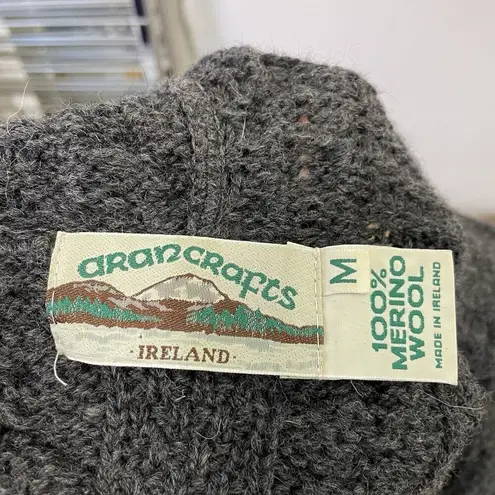 aRanCRafts
·IRELAND·
M
100%
MERINO
WOOL
MADE IN IRELAND